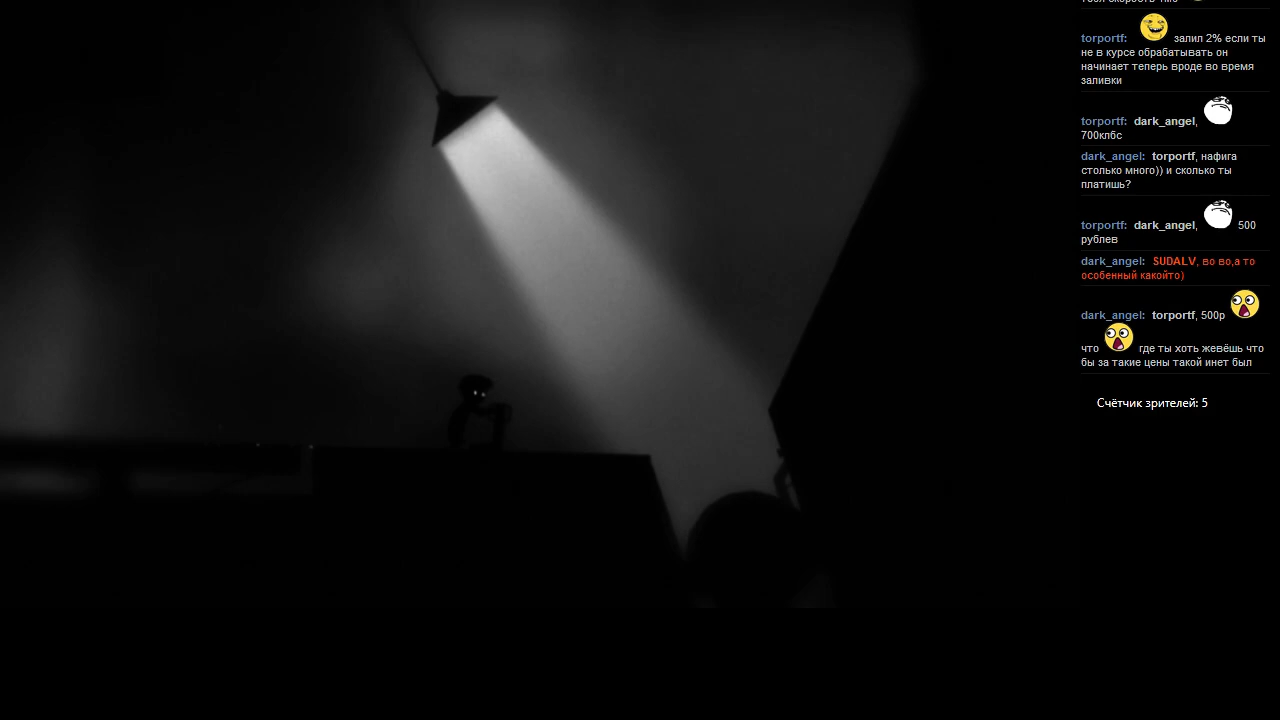 torportf: залил 2% если ты
не в курсе обрабатывать он
начинает теперь вроде во время
заливки
torportf: dark_angel,
700клбс
dark_angel: torportf, нафига
столько много)) и сколько ты
платишь?
torportf: dark_angel, 500
рублев
dark_angel: SUDALV, во во,а то
особенный какойто)
dark_angel: torportf, 500р
что где ты хоть жевёшь что
бы за такие цены такой инет был
Счётчик зрителей: 5